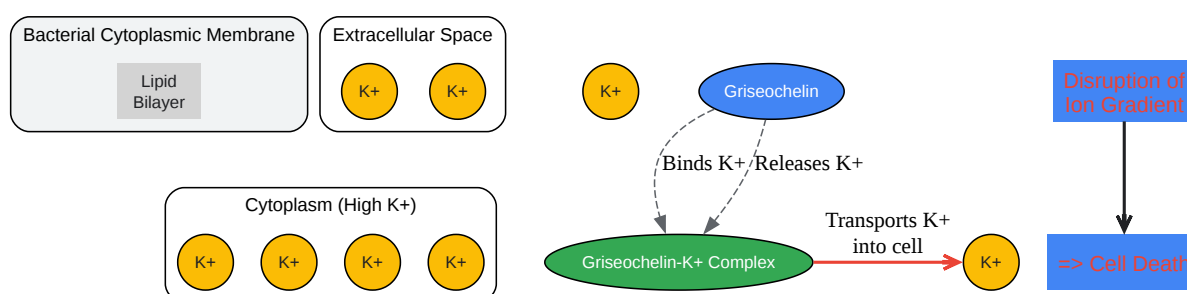 Bacterial Cytoplasmic Membrane
Lipid
Bilayer
Extracellular Space
K+
K+
K+
Griseochelin
Disruption of
Ion Gradient
Binds K+
Releases K+
Cytoplasm (High K+)
K+
K+
K+
K+
Griseochelin-K+ Complex
Transports K+
into cell
K+
=> Cell Death